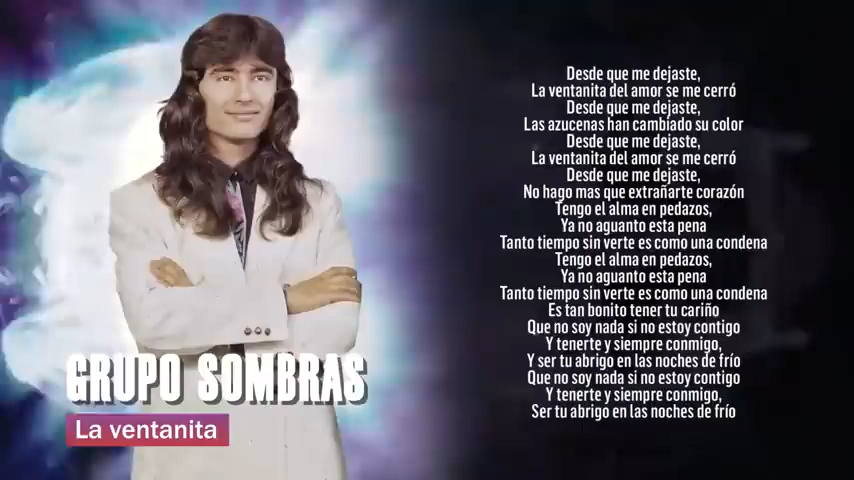 GRUPO SOMBRAS
La ventanita
Desde que me dejaste,
La ventanita del amor se me cerró
Desde que me dejaste,
Las azucenas han cambiado su color
Desde que me dejaste,
La ventanita del amor se me cerró
Desde que me dejaste,
No hago mas que extrañarte corazón
Tengo el alma en pedazos,
Ya no aguanto esta pena
Tanto tiempo sin verte es como una condena
Tengo el alma en pedazos,
Ya no aguanto esta pena
Tanto tiempo sin verte es como una condena
Es tan bonito tener tu cariño
Que no soy nada si no estoy contigo
Y tenerte y siempre conmigo,
Y ser tu abrigo en las noches de frío
Que no soy nada si no estoy contigo
Y tenerte y siempre conmigo,
Ser tu abrigo en las noches de frío